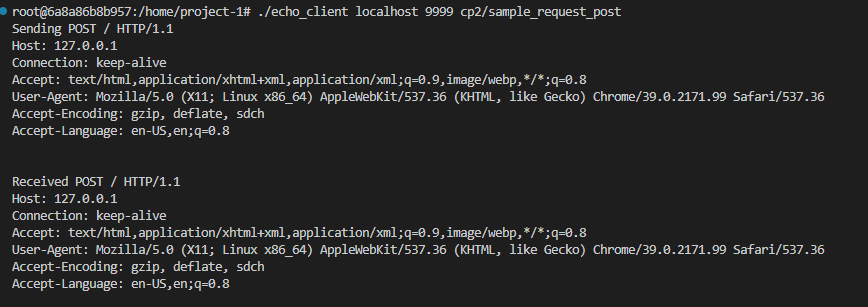 root@6a8a86b8b957:/home/project-1# ./echo_client localhost 9999 cp2/sample_request_post
Sending POST / HTTP/1.1
Host: 127.0.0.1
Connection: keep-alive
Accept: text/html,application/xhtml+xml,application/xml;q=0.9,image/webp,*/*;q=0.8
User-Agent: Mozilla/5.0 (X11; Linux x86_64) AppleWebKit/537.36 (KHTML, like Gecko) Chrome/39.0.2171.99 Safari/537.36
Accept-Encoding: gzip, deflate, sdch
Accept-Language: en-US,en;q=0.8
Received POST / HTTP/1.1
Host: 127.0.0.1
Connection: keep-alive
Accept: text/html,application/xhtml+xml,application/xml;q=0.9,image/webp,*/*;q=0.8
User-Agent: Mozilla/5.0 (X11; Linux x86_64) AppleWebKit/537.36 (KHTML, like Gecko) Chrome/39.0.2171.99 Safari/537.36
Accept-Encoding: gzip, deflate, sdch
Accept-Language: en-US,en;q=0.8